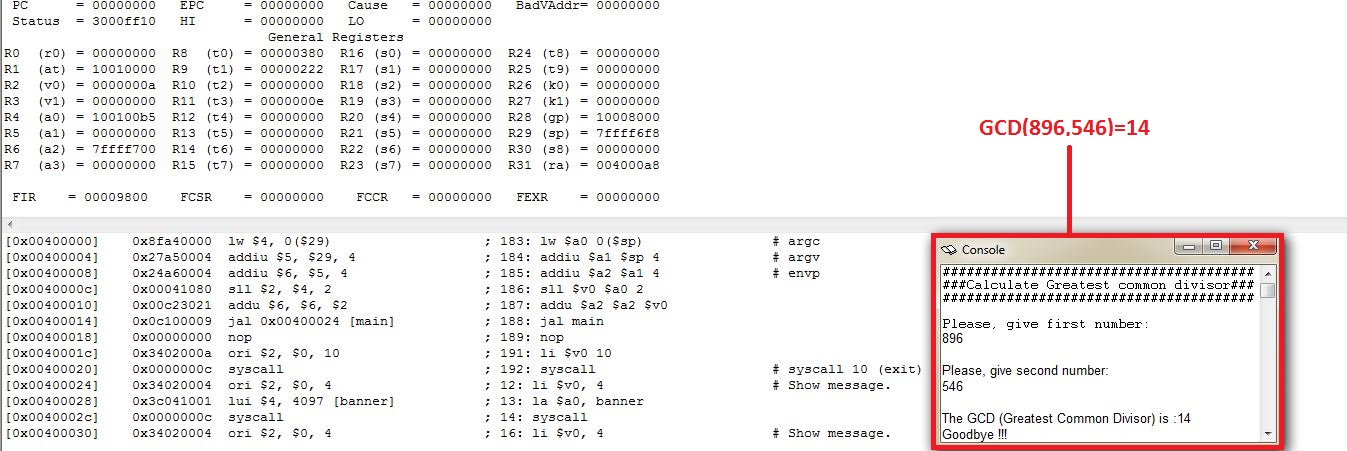 PC = 00000000 EPC = 00000000 Cause = 00000000 BadVAddr= 00000000
Status = 3000ff10 HI = 00000000 LO = 00000000
General Registers
R0 (r0) = 00000000 R8 (t0) = 00000380 R16 (s0) = 00000000 R24 (t8) = 00000000
R1 (at) = 10010000 R9 (t1) = 00000222 R17 (s1) = 00000000 R25 (t9) = 00000000
R2 (v0) = 0000000a R10 (t2) = 00000000 R18 (s2) = 00000000 R26 (k0) = 00000000
R3 (v1) = 00000000 R11 (t3) = 0000000e R19 (s3) = 00000000 R27 (k1) = 00000000
R4 (a0) = 100100b5 R12 (t4) = 00000000 R20 (s4) = 00000000 R28 (gp) = 10008000
R5 (a1) = 00000000 R13 (t5) = 00000000 R21 (s5) = 00000000 R29 (sp) = 7ffff6f8
R6 (a2) = 7ffff700 R14 (t6) = 00000000 R22 (s6) = 00000000 R30 (s8) = 00000000
R7 (a3) = 00000000 R15 (t7) = 00000000 R23 (s7) = 00000000 R31 (ra) = 004000a8
FIR = 00009800 FCSR = 00000000 FCCR = 00000000 FEXR = 00000000
[0x00400000] 0x8fa40000 lw $4, 0($29) ; 183: lw $a0 0($sp) # argc
[0x00400004] 0x27a50004 addiu $5, $29, 4 ; 184: addiu $a1 $sp 4 # argv
[0x00400008] 0x24a60004 addiu $6, $5, 4 ; 185: addiu $a2 $a1 4 # envp
[0x0040000c] 0x00041080 sll $2, $4, 2 ; 186: sll $v0 $a0 2
[0x00400010] 0x00c23021 addu $6, $6, $2 ; 187: addu $a2 $a2 $v0
[0x00400014] 0x0c100009 jal 0x00400024 [main] ; 188: jal main
[0x00400018] 0x00000000 nop ; 189: nop
[0x0040001c] 0x3402000a ori $2, $0, 10 ; 191: li $v0 10
[0x00400020] 0x0000000c syscall ; 192: syscall # syscall 10 (exit)
[0x00400024] 0x34020004 ori $2, $0, 4 ; 12: li $v0, 4 # Show message.
[0x00400028] 0x3c041001 lui $4, 4097 [banner] ; 13: la $a0, banner
[0x0040002c] 0x0000000c syscall ; 14: syscall
[0x00400030] 0x34020004 ori $2, $0, 4 ; 16: li $v0, 4 # Show message.
GCD(896,546)=14
Console
#######################################
###Calculate Greatest common divisor###
#######################################
Please, give first number:
896
Please, give second number:
546
The GCD (Greatest Common Divisor) is :14
Goodbye !!!